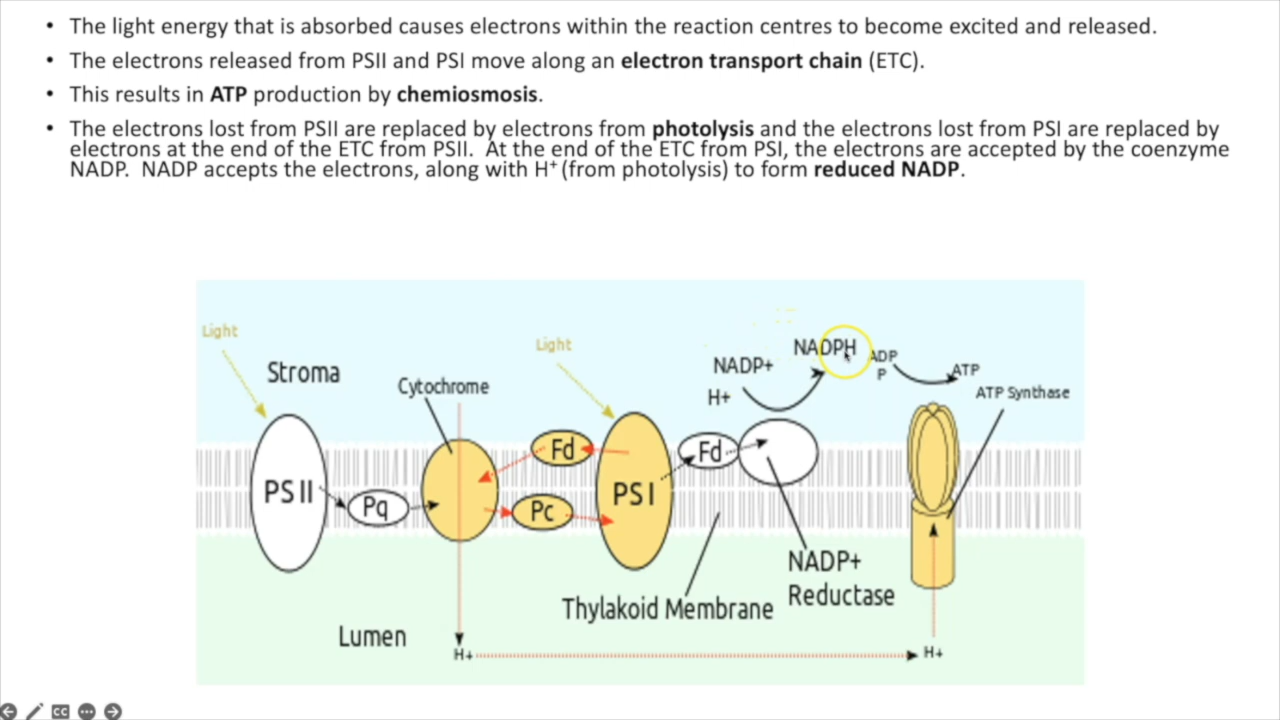 • The light energy that is absorbed causes electrons within the reaction centres to become excited and released.
• The electrons released from PSII and PSI move along an electron transport chain (ETC).
• This results in ATP production by chemiosmosis.
• The electrons lost from PSII are replaced by electrons from photolysis and the electrons lost from PSI are replaced by
electrons at the end of the ETC from PSII. At the end of the ETC from PSI, the electrons are accepted by the coenzyme
NADP. NADP accepts the electrons, along with H⁺ (from photolysis) to form reduced NADP.
Light
Stroma
Cytochrome
Light
NADP+
H+
NADPH
ADP
P
ATP
ATP Synthase
PS II
Pq
Fd
Pc
PS I
Fd
NADP+
Reductase
Thylakoid Membrane
Lumen
H+
H+
CC